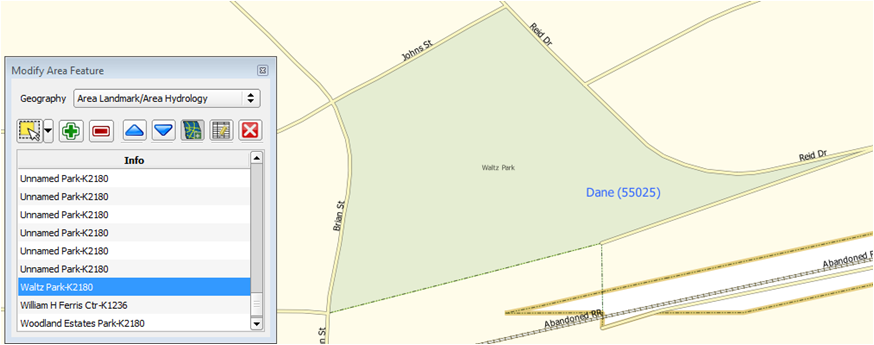 Modify Area Feature
Geography Area Landmark/Area Hydrology
Info
Unnamed Park-K2180
Unnamed Park-K2180
Unnamed Park-K2180
Unnamed Park-K2180
Unnamed Park-K2180
Unnamed Park-K2180
Waltz Park-K2180
William H Ferris Ctr-K1236
Woodland Estates Park-K2180
Johns St
Reid Dr
Waltz Park
Reid Dr
Dane (55025)
Brian St
Abandoned R
Abandoned RR
n St